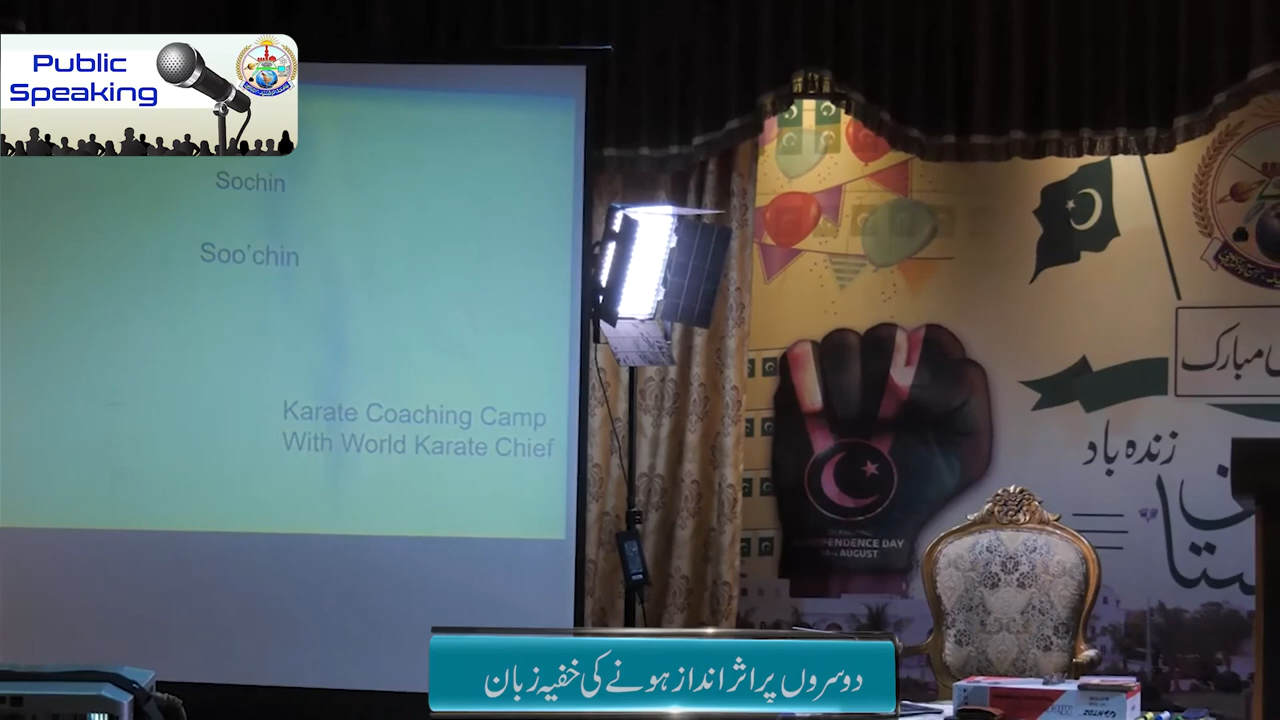 Public
Speaking
Sochin
Soo'chin
Karate Coaching Camp
With World Karate Chief
مبارک
زندہ باد
INDEPENDENCE DAY
14TH AUGUST
دوسروں پر اثر انداز ہونے کی خفیہ زبان